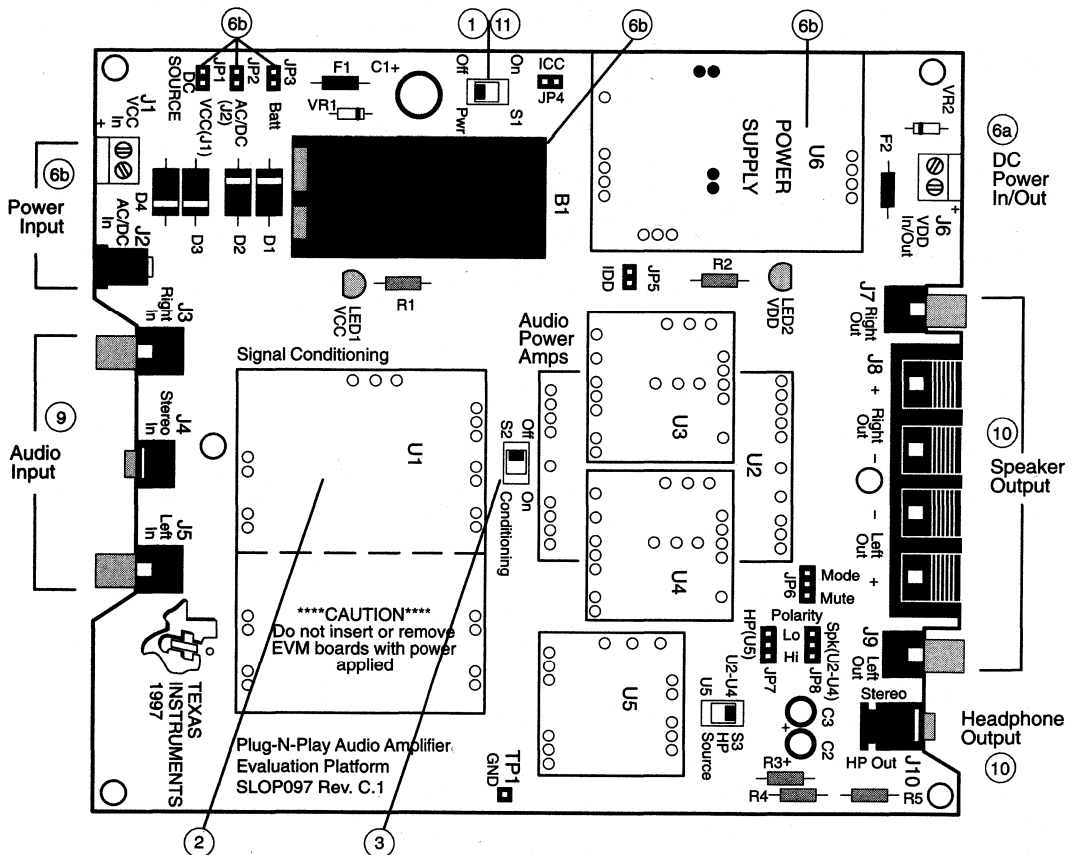 1
11
6b
6b
6b
DC
SOURCE
JP1
VCC(J1)
JP2
AC/DC
(J2)
JP3
Batt
F1
VR1
C1+
Off
On
Pwr
S1
ICC
JP4
U6
POWER
SUPPLY
VR2
F2
6a
DC
Power
In/Out
J6
VDD
In/Out
+
J1
VCC
In
+
6b
Power
Input
D4
AC/DC
In
J2
D3
D2
D1
B1
LED1
VCC
R1
IDD
JP5
R2
LED2
VDD
J3
Right
In
9
Audio
Input
J4
Stereo
In
J5
Left
In
Signal Conditioning
U1
Audio
Power
Amps
S2
Off
On
Conditioning
U3
U2
U4
J7
Right
Out
J8
+
Right
Out
-
-
Left
Out
+
10
Speaker
Output
JP6
Mode
Mute
Polarity
HP(U5)
Lo
Hi
JP7
Spk(U2-U4)
JP8
J9
Left
Out
****CAUTION****
Do not insert or remove
EVM boards with power
applied
TEXAS
INSTRUMENTS
1997
Plug-N-Play Audio Amplifier
Evaluation Platform
SLOP097 Rev. C.1
TP1
GND
U5
U5
U2-U4
S3
HP
Source
+
C3
C2
R3+
R4
R5
Stereo
HP Out
J10
Headphone
Output
10
2
3